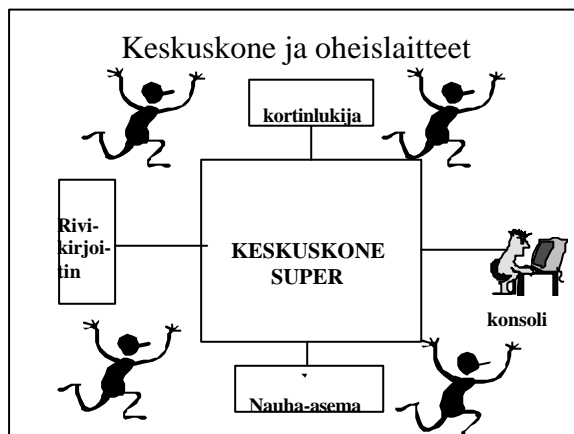 Keskuskone ja oheislaitteet
kortinlukija
Rivi-
kirjoi-
tin
KESKUSKONE
SUPER
konsoli
Nauha-asema